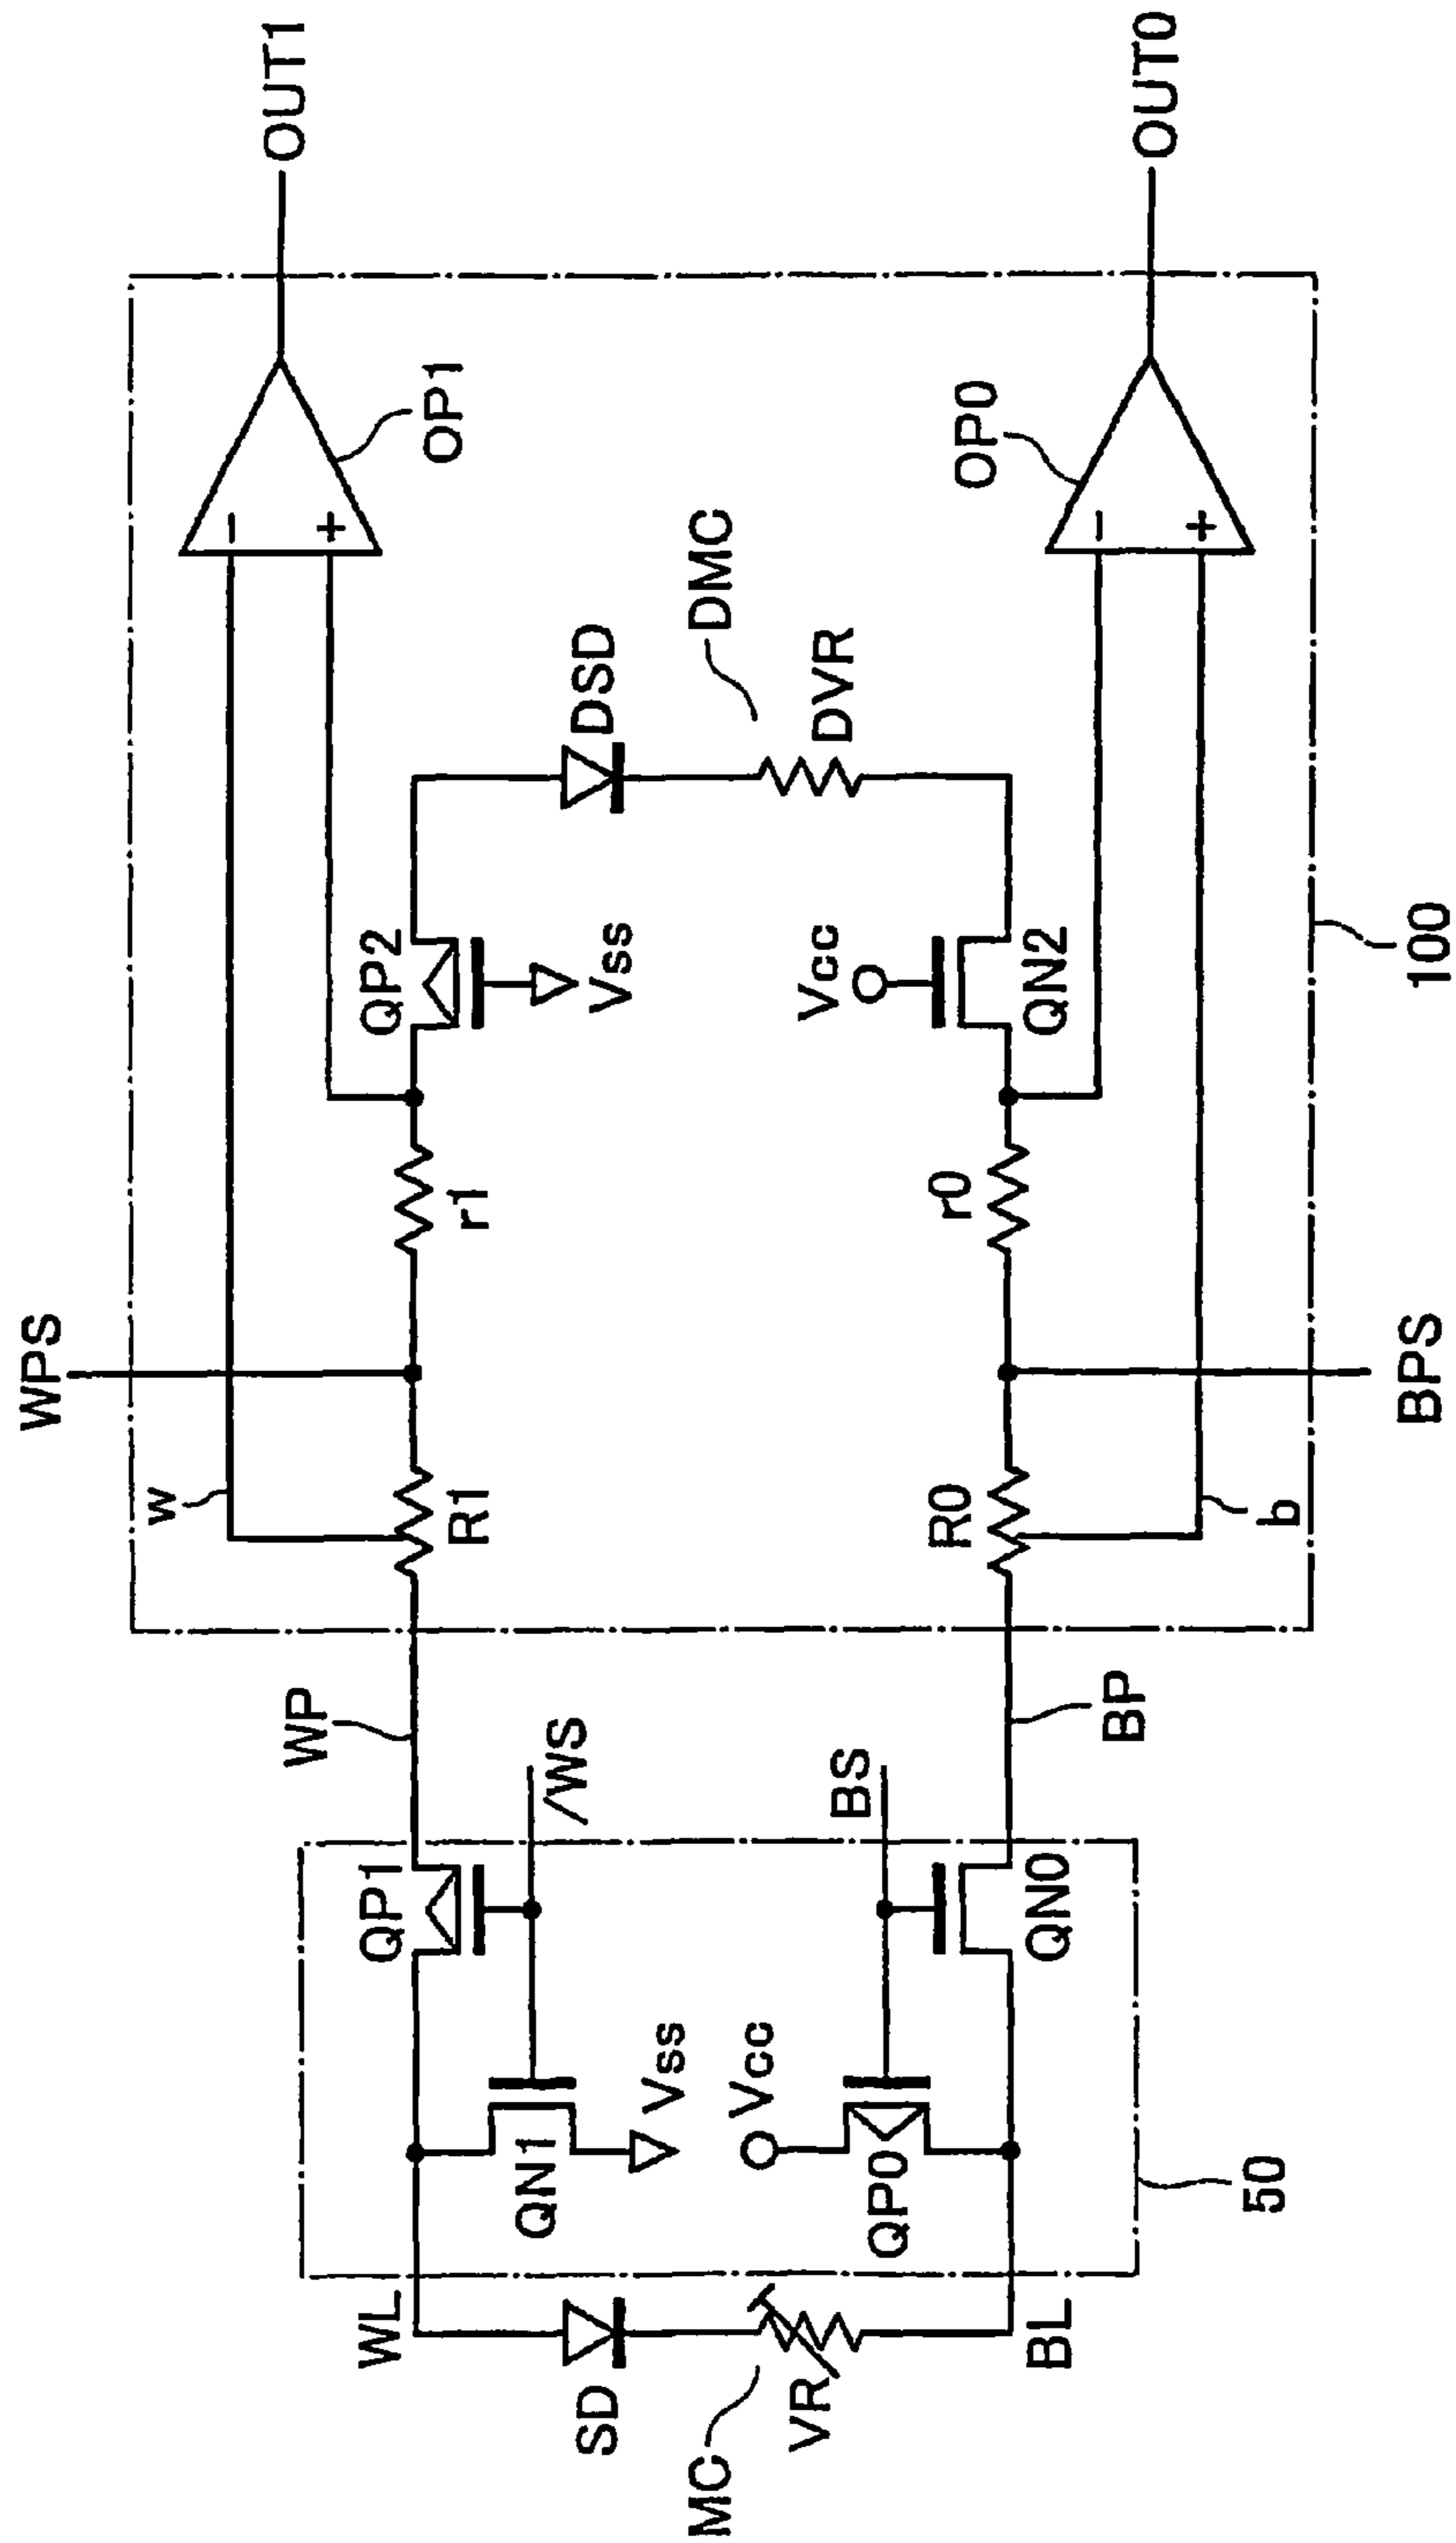 OUT1
OUT0
OP1
OP0
−
+
−
+
DSD
DMC
DVR
QP2
Vss
Vcc
QN2
100
r1
r0
WPS
BPS
w
R1
R0
b
WP
/WS
BS
BP
QP1
QN0
QN1
Vss
Vcc
QP0
50
WL
SD
VR
BL
MC